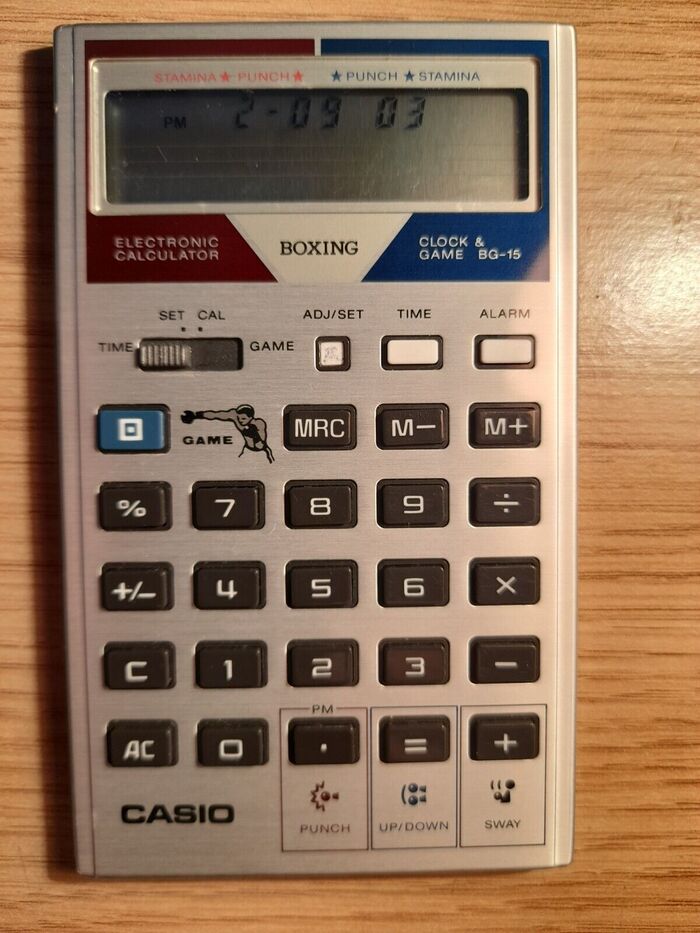 STAMINA★ PUNCH★ ★PUNCH ★STAMINA
PM 2-09 03
ELECTRONIC CALCULATOR
BOXING
CLOCK & GAME BG-15
SET CAL
TIME GAME
ADJ/SET TIME ALARM
GAME MRC M− M+
% 7 8 9 ÷
+/− 4 5 6 ×
C 1 2 3 −
PM
AC 0 . = +
CASIO
PUNCH UP/DOWN SWAY